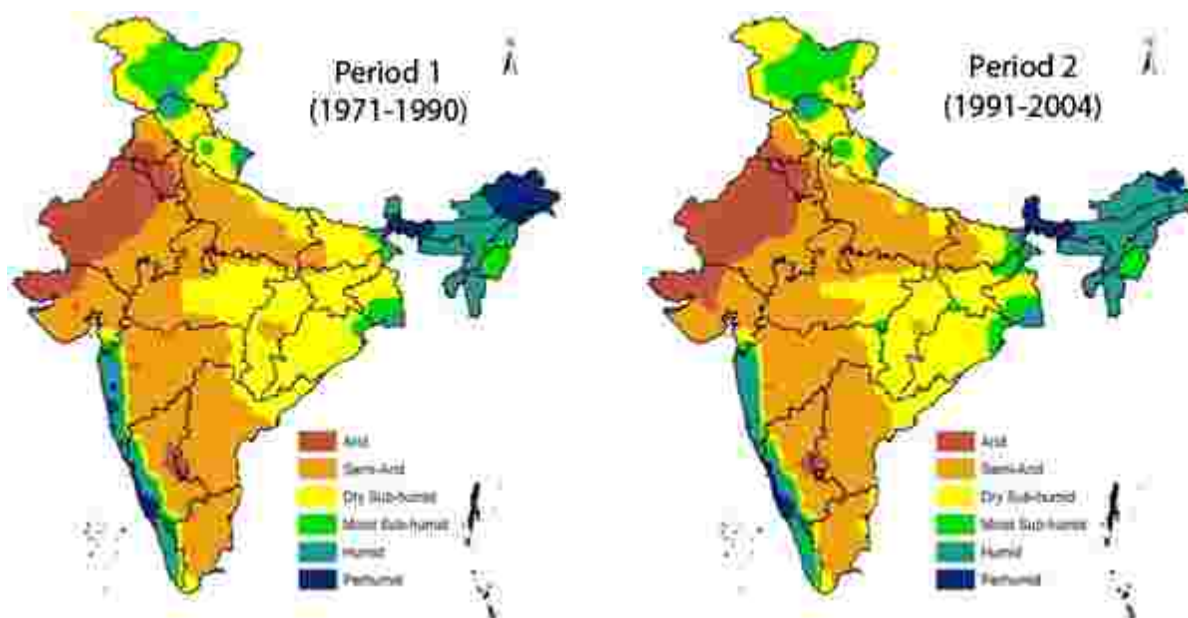 Period 1
(1971-1990)
Arid
Semi-Arid
Dry Sub-humid
Moist Sub-humid
Humid
Perhumid
Period 2
(1991-2004)
Arid
Semi-Arid
Dry Sub-humid
Moist Sub-humid
Humid
Perhumid